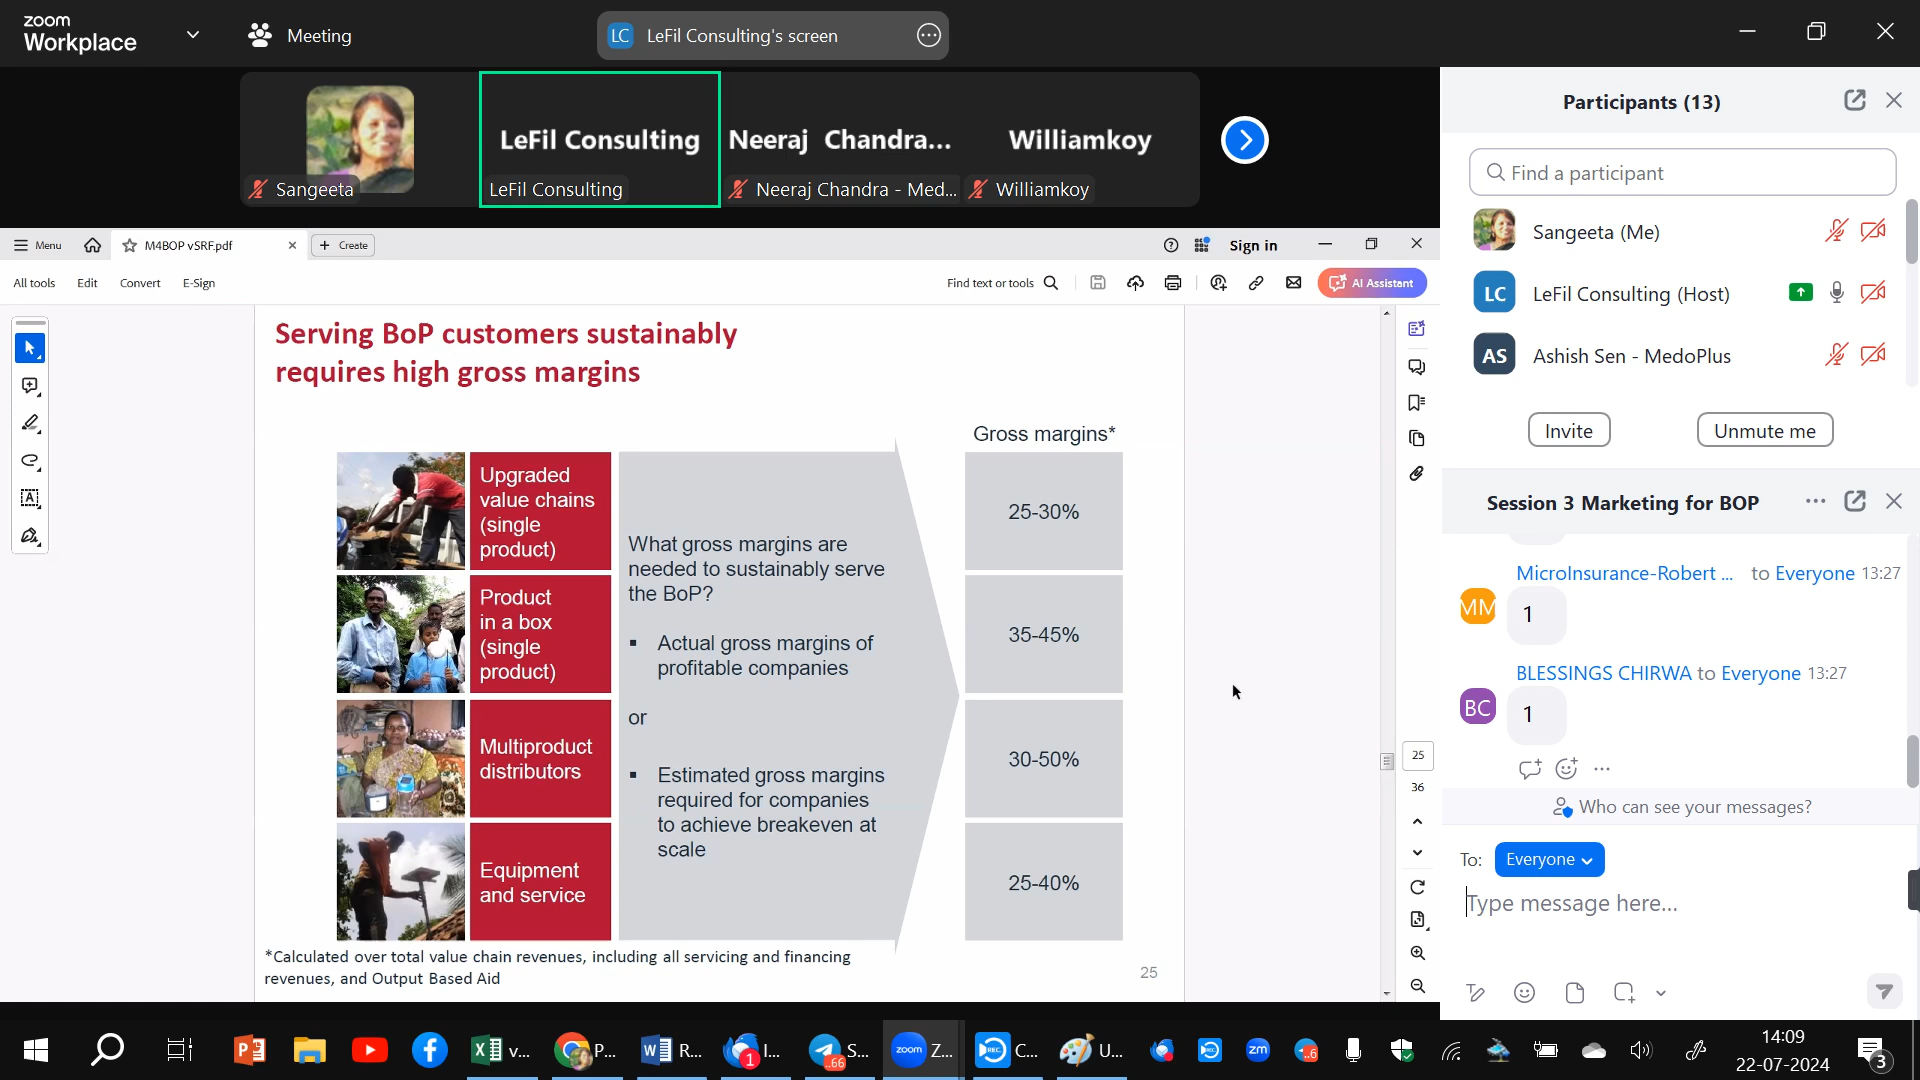 zoom
Workplace
Meeting
LC LeFil Consulting's screen
Sangeeta
LeFil Consulting
LeFil Consulting
Neeraj Chandra...
Neeraj Chandra - Med...
Williamkoy
Williamkoy
Menu
M4BOP vSRF.pdf
+ Create
Sign in
All tools
Edit
Convert
E-Sign
Find text or tools
AI Assistant
Serving BoP customers sustainably
requires high gross margins
Gross margins*
Upgraded
value chains
(single
product)
25-30%
Product
in a box
(single
product)
35-45%
Multiproduct
distributors
30-50%
Equipment
and service
25-40%
What gross margins are
needed to sustainably serve
the BoP?
▪ Actual gross margins of
profitable companies
or
▪ Estimated gross margins
required for companies
to achieve breakeven at
scale
*Calculated over total value chain revenues, including all servicing and financing
revenues, and Output Based Aid
25
25
36
Participants (13)
Find a participant
Sangeeta (Me)
LC LeFil Consulting (Host)
AS Ashish Sen - MedoPlus
Invite
Unmute me
Session 3 Marketing for BOP
MicroInsurance-Robert ... to Everyone 13:27
MM
1
BLESSINGS CHIRWA to Everyone 13:27
BC
1
Who can see your messages?
To: Everyone
Type message here...
v...
P...
R...
1
I...
..66
S...
zoom
Z...
REC
C...
U...
REC
zm
..6
14:09
22-07-2024
3